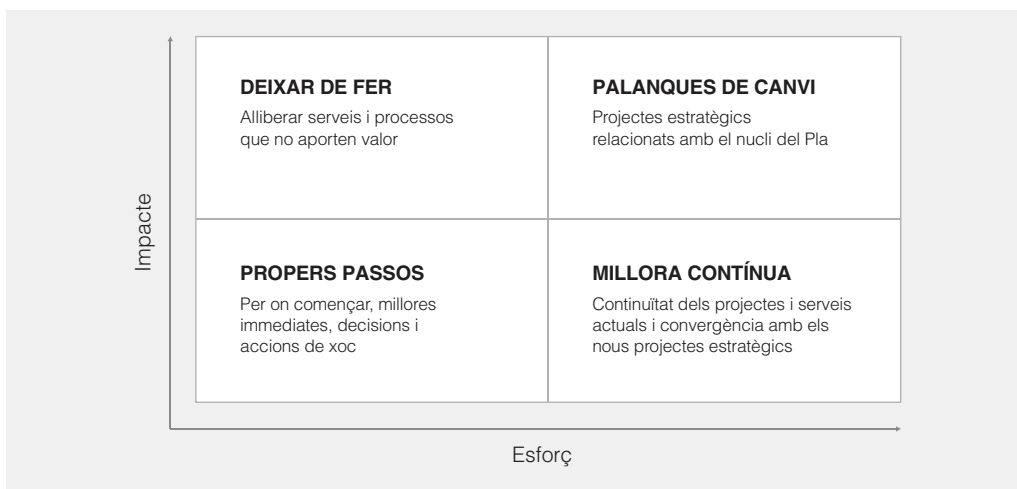 Impacte
DEIXAR DE FER
Alliberar serveis i processos
que no aporten valor
PALANQUES DE CANVI
Projectes estratègics
relacionats amb el nucli del Pla
PROPERS PASSOS
Per on començar, millores
immediates, decisions i
accions de xoc
MILLORA CONTÍNUA
Continuïtat dels projectes i serveis
actuals i convergència amb els
nous projectes estratègics
Esforç